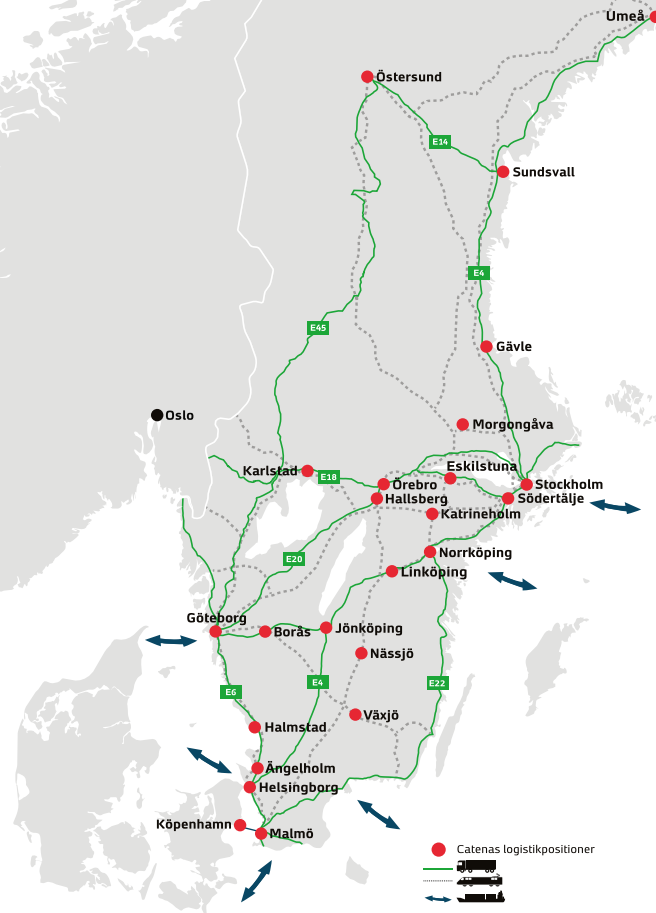 Umeå
Östersund
E14
Sundsvall
E4
E45
Gävle
Oslo
Morgongåva
Eskilstuna
Karlstad
E18
Örebro
Stockholm
Hallsberg
Södertälje
Katrineholm
Norrköping
E20
Linköping
Göteborg
Borås
Jönköping
Nässjö
E6
E4
E22
Växjö
Halmstad
Ängelholm
Helsingborg
Köpenhamn
Malmö
Catenas logistikpositioner